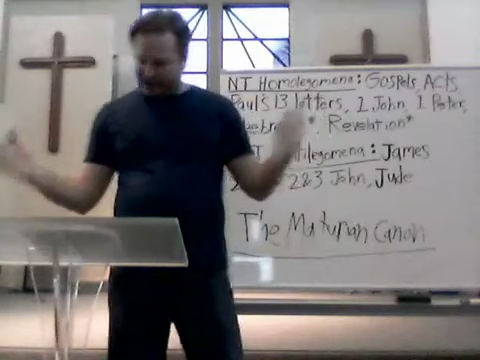 NT Homolegomena: Gospels, Acts,
Paul's 13 letters, 1 John, 1 Peter,
Revelation*
James
2&3 John, Jude
The Maturian Canon